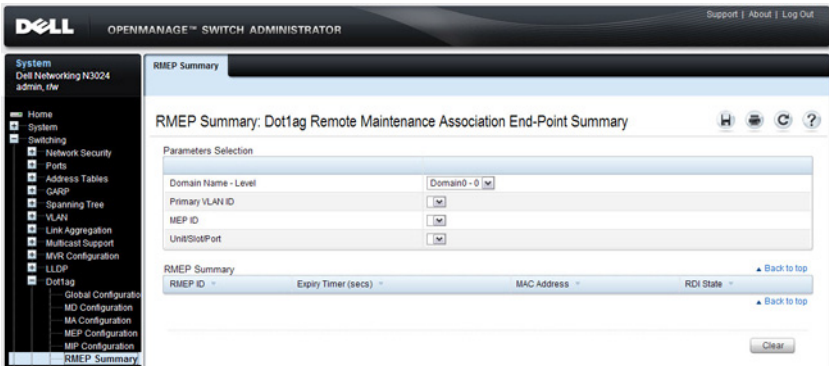 Support | About | Log Out
DELL OPENMANAGE™ SWITCH ADMINISTRATOR
System
Dell Networking N3024
admin, r/w
RMEP Summary
Home
System
Switching
Network Security
Ports
Address Tables
GARP
Spanning Tree
VLAN
Link Aggregation
Multicast Support
MVR Configuration
LLDP
Dot1ag
Global Configuratio
MD Configuration
MA Configuration
MEP Configuration
MIP Configuration
RMEP Summary
RMEP Summary: Dot1ag Remote Maintenance Association End-Point Summary
?
Parameters Selection
Domain Name - Level Domain0 - 0
Primary VLAN ID
MEP ID
Unit/Slot/Port
Back to top
RMEP Summary
RMEP ID Expiry Timer (secs) MAC Address RDI State
Back to top
Clear